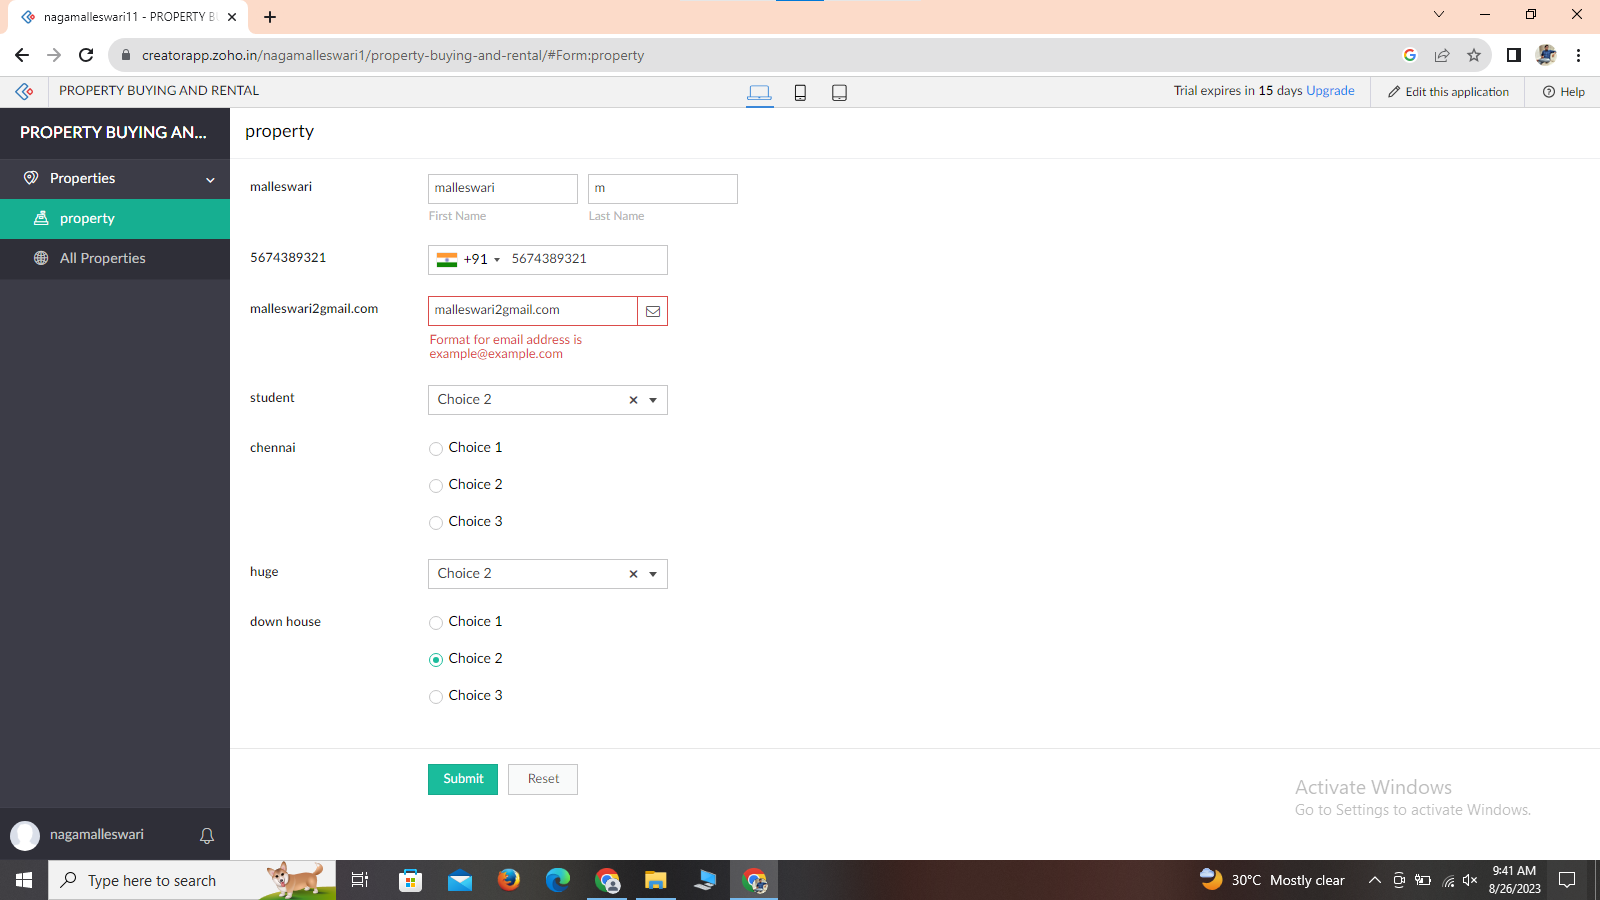 nagamalleswari11 - PROPERTY B
creatorapp.zoho.in/nagamalleswari1/property-buying-and-rental/#Form:property
PROPERTY BUYING AND RENTAL
Trial expires in 15 days Upgrade
Edit this application
Help
PROPERTY BUYING AN...
property
Properties
property
All Properties
malleswari
malleswari
m
First Name
Last Name
5674389321
+91
5674389321
malleswari2gmail.com
malleswari2gmail.com
Format for email address is
example@example.com
student
Choice 2
chennai
Choice 1
Choice 2
Choice 3
huge
Choice 2
down house
Choice 1
Choice 2
Choice 3
Submit
Reset
Activate Windows
Go to Settings to activate Windows.
nagamalleswari
Type here to search
30°C Mostly clear
9:41 AM
8/26/2023